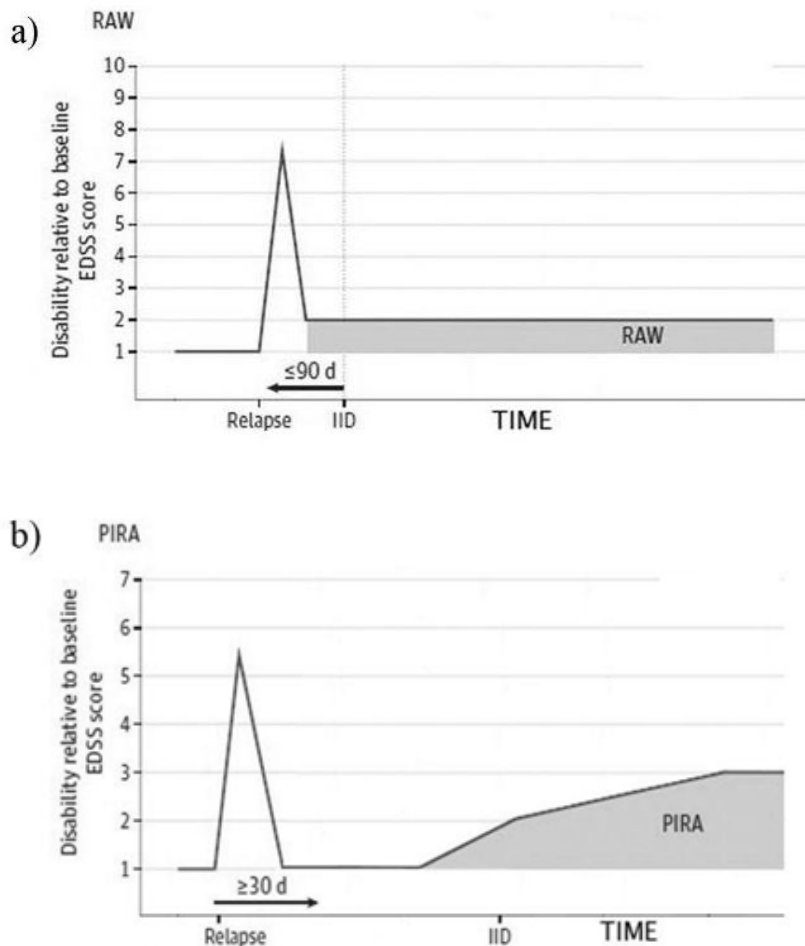 a)
RAW
Disability relative to baseline
EDSS score
10
9
8
7
6
5
4
3
2
1
RAW
≤90 d
Relapse
IID
TIME
b)
PIRA
Disability relative to baseline
EDSS score
7
6
5
4
3
2
1
PIRA
≥30 d
Relapse
IID
TIME